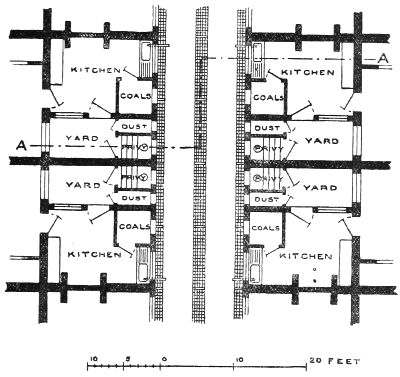 KITCHEN KITCHEN A
COALS COALS
DUST DUST
A YARD PRIVY PRIVY YARD
YARD PRIVY PRIVY YARD
DUST DUST
COALS COALS
KITCHEN KITCHEN
10 5 0 10 20 FEET